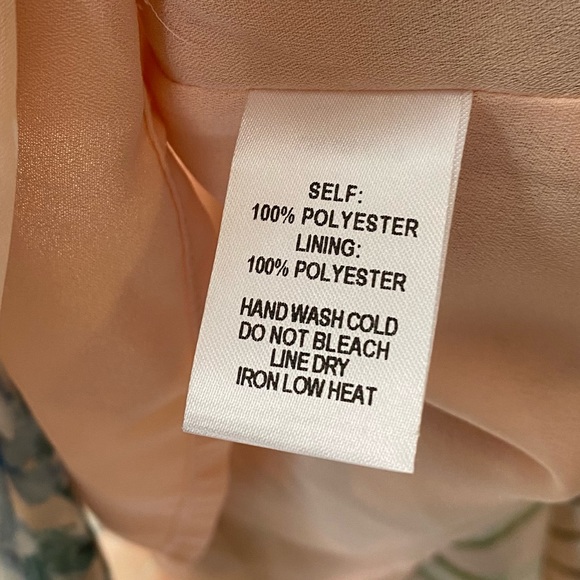 SELF:
100% POLYESTER
LINING:
100% POLYESTER
HAND WASH COLD
DO NOT BLEACH
LINE DRY
IRON LOW HEAT